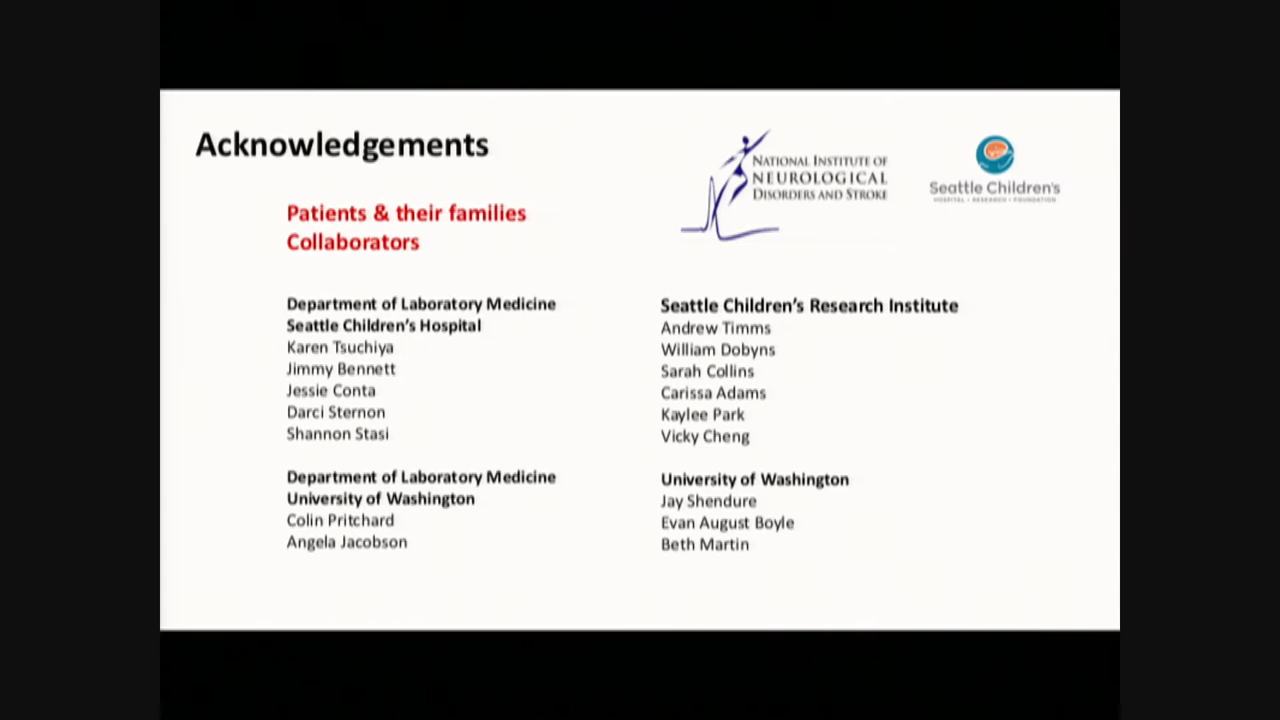 Acknowledgements
NATIONAL INSTITUTE OF
NEUROLOGICAL
DISORDERS AND STROKE
Seattle Children's
HOSPITAL • RESEARCH • FOUNDATION
Patients & their families
Collaborators
Department of Laboratory Medicine
Seattle Children's Hospital
Karen Tsuchiya
Jimmy Bennett
Jessie Conta
Darci Sternon
Shannon Stasi
Department of Laboratory Medicine
University of Washington
Colin Pritchard
Angela Jacobson
Seattle Children's Research Institute
Andrew Timms
William Dobyns
Sarah Collins
Carissa Adams
Kaylee Park
Vicky Cheng
University of Washington
Jay Shendure
Evan August Boyle
Beth Martin